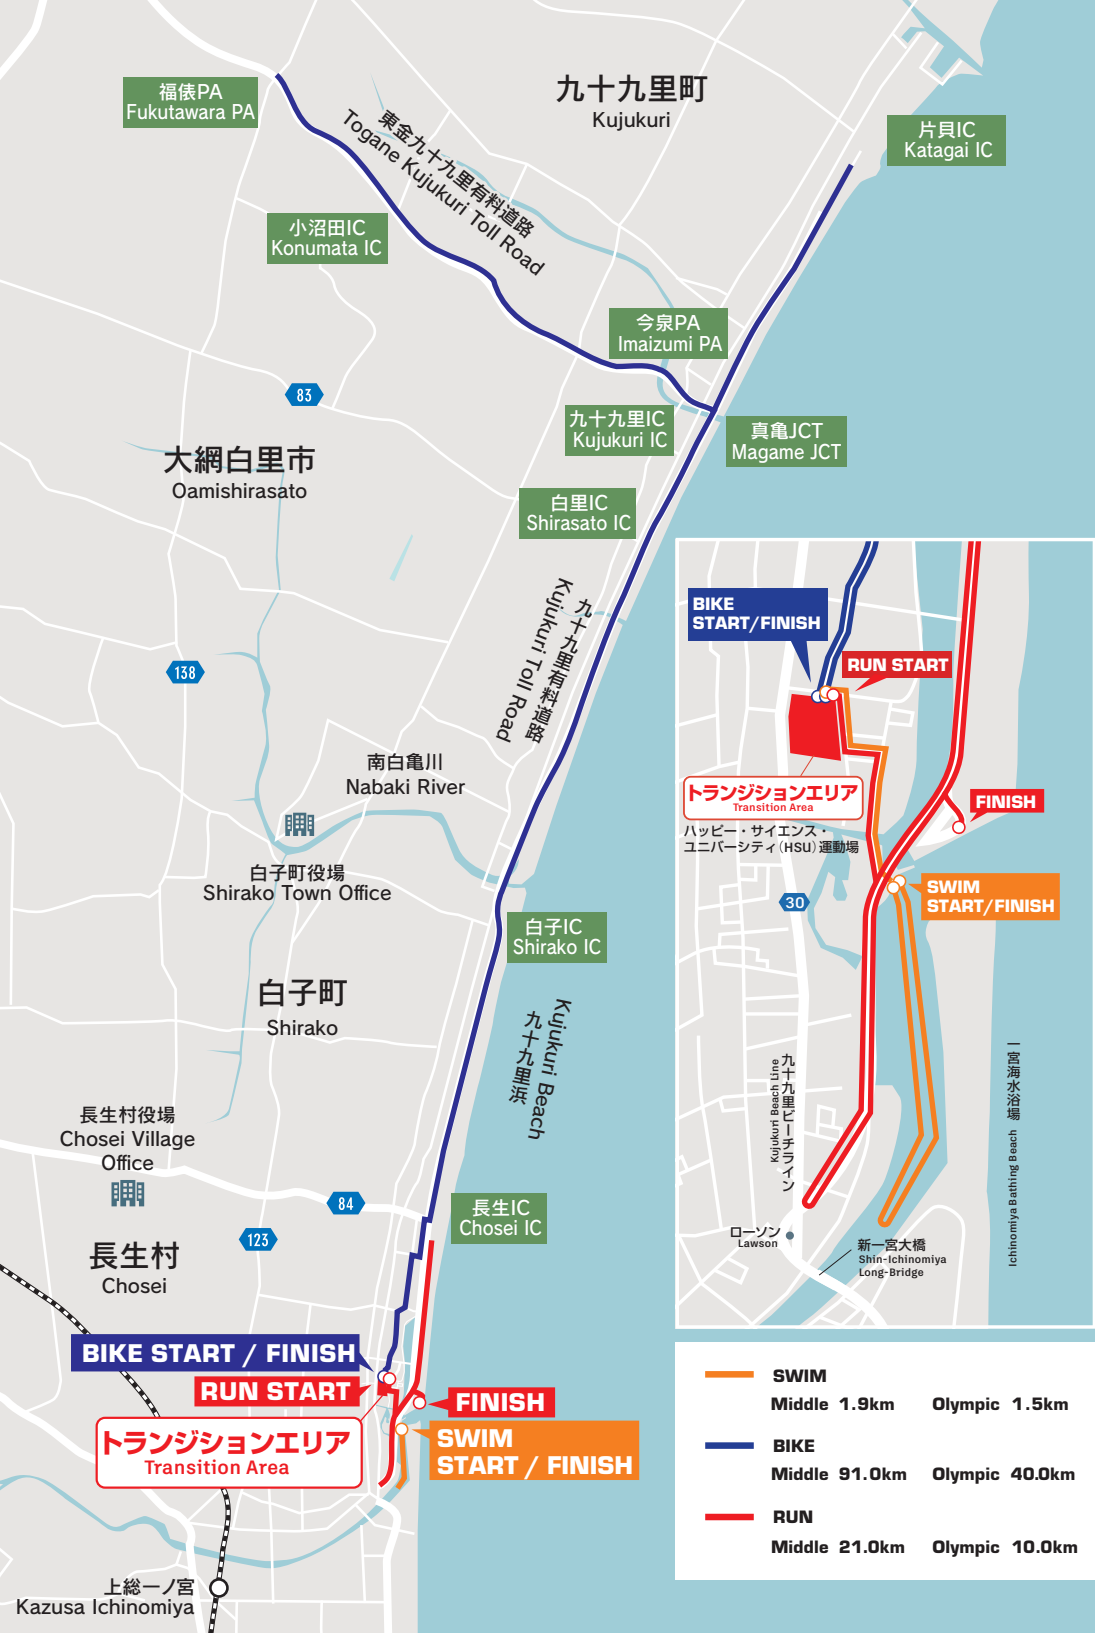 福俵PA
Fukutawara PA
東金九十九里有料道路
Togane Kujukuri Toll Road
九十九里町
Kujukuri
片貝IC
Katagai IC
小沼田IC
Konumata IC
今泉PA
Imaizumi PA
83
九十九里IC
Kujukuri IC
真亀JCT
Magame JCT
大網白里市
Oamishirasato
白里IC
Shirasato IC
九十九里有料道路
Kujukuri Toll Road
138
南白亀川
Nabaki River
白子町役場
Shirako Town Office
白子IC
Shirako IC
白子町
Shirako
Kujukuri Beach
九十九里浜
長生村役場
Chosei Village
Office
84
長生IC
Chosei IC
123
長生村
Chosei
BIKE START / FINISH
RUN START
FINISH
トランジションエリア
Transition Area
SWIM
START / FINISH
上総一ノ宮
Kazusa Ichinomiya
BIKE
START/FINISH
RUN START
トランジションエリア
Transition Area
ハッピー・サイエンス・
ユニバーシティ(HSU)運動場
FINISH
30
SWIM
START/FINISH
九十九里ビーチライン
Kujukuri Beach Line
一宮海水浴場
Ichinomiya Bathing Beach
ローソン
Lawson
新一宮大橋
Shin-Ichinomiya
Long-Bridge
SWIM
Middle 1.9km Olympic 1.5km
BIKE
Middle 91.0km Olympic 40.0km
RUN
Middle 21.0km Olympic 10.0km